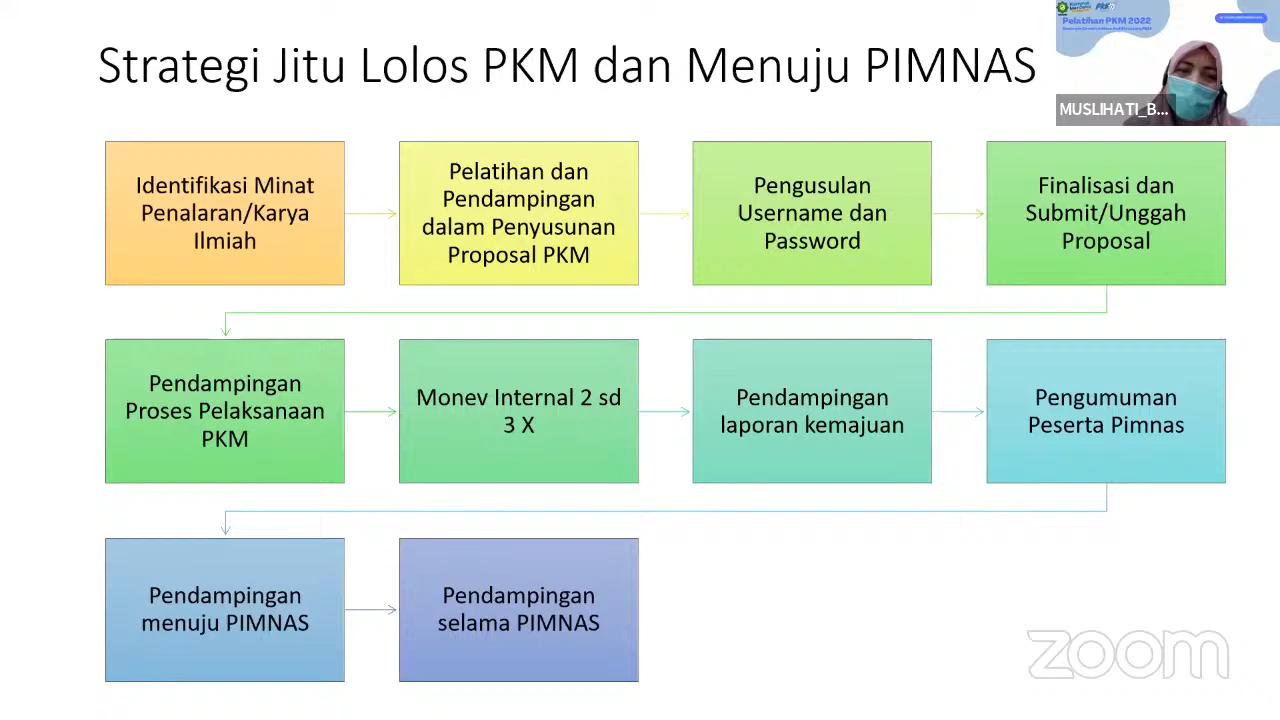 Strategi Jitu Lolos PKM dan Menuju PIMNAS
Pelatihan PKM 2022
MUSLIHATI_B...
Identifikasi Minat
Penalaran/Karya
Ilmiah
Pelatihan dan
Pendampingan
dalam Penyusunan
Proposal PKM
Pengusulan
Username dan
Password
Finalisasi dan
Submit/Unggah
Proposal
Pendampingan
Proses Pelaksanaan
PKM
Monev Internal 2 sd
3 X
Pendampingan
laporan kemajuan
Pengumuman
Peserta Pimnas
Pendampingan
menuju PIMNAS
Pendampingan
selama PIMNAS
zoom